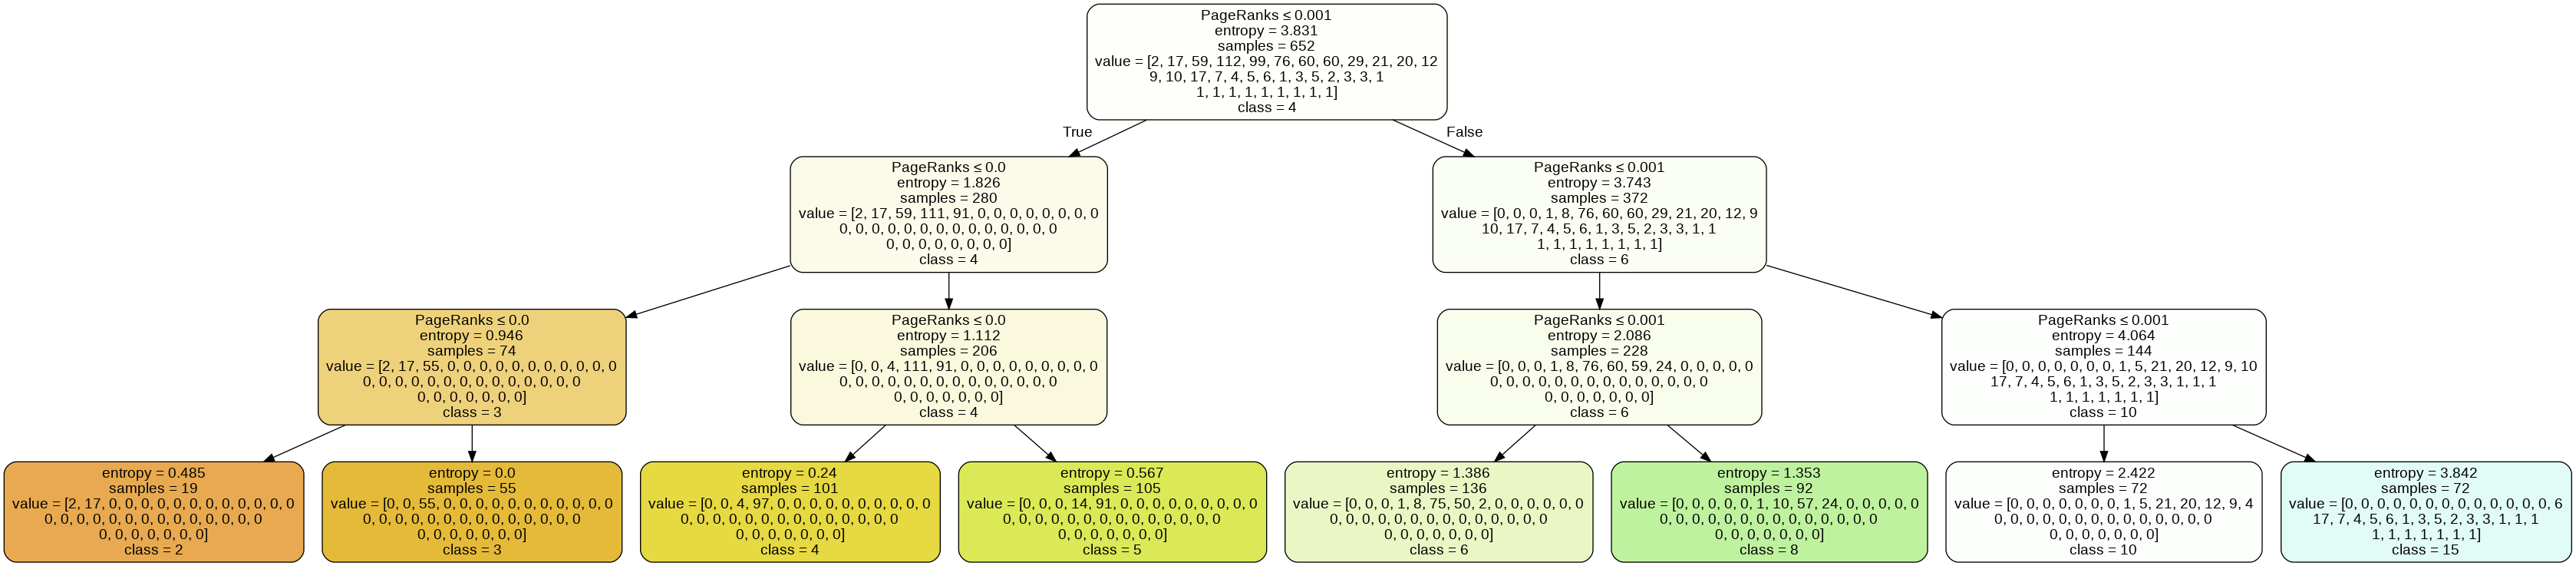 PageRanks ≤ 0.001
entropy = 3.831
samples = 652
value = [2, 17, 59, 112, 99, 76, 60, 60, 29, 21, 20, 12
9, 10, 17, 7, 4, 5, 6, 1, 3, 5, 2, 3, 3, 1
1, 1, 1, 1, 1, 1, 1, 1, 1]
class = 4
True
False
PageRanks ≤ 0.0
entropy = 1.826
samples = 280
value = [2, 17, 59, 111, 91, 0, 0, 0, 0, 0, 0, 0, 0
0, 0, 0, 0, 0, 0, 0, 0, 0, 0, 0, 0, 0, 0
0, 0, 0, 0, 0, 0, 0, 0]
class = 4
PageRanks ≤ 0.001
entropy = 3.743
samples = 372
value = [0, 0, 0, 1, 8, 76, 60, 60, 29, 21, 20, 12, 9
10, 17, 7, 4, 5, 6, 1, 3, 5, 2, 3, 3, 1, 1
1, 1, 1, 1, 1, 1, 1, 1]
class = 6
PageRanks ≤ 0.0
entropy = 0.946
samples = 74
value = [2, 17, 55, 0, 0, 0, 0, 0, 0, 0, 0, 0, 0, 0
0, 0, 0, 0, 0, 0, 0, 0, 0, 0, 0, 0, 0, 0
0, 0, 0, 0, 0, 0, 0]
class = 3
PageRanks ≤ 0.0
entropy = 1.112
samples = 206
value = [0, 0, 4, 111, 91, 0, 0, 0, 0, 0, 0, 0, 0, 0
0, 0, 0, 0, 0, 0, 0, 0, 0, 0, 0, 0, 0, 0
0, 0, 0, 0, 0, 0, 0]
class = 4
PageRanks ≤ 0.001
entropy = 2.086
samples = 228
value = [0, 0, 0, 1, 8, 76, 60, 59, 24, 0, 0, 0, 0, 0
0, 0, 0, 0, 0, 0, 0, 0, 0, 0, 0, 0, 0, 0
0, 0, 0, 0, 0, 0, 0]
class = 6
PageRanks ≤ 0.001
entropy = 4.064
samples = 144
value = [0, 0, 0, 0, 0, 0, 0, 1, 5, 21, 20, 12, 9, 10
17, 7, 4, 5, 6, 1, 3, 5, 2, 3, 3, 1, 1, 1
1, 1, 1, 1, 1, 1, 1]
class = 10
entropy = 0.485
samples = 19
value = [2, 17, 0, 0, 0, 0, 0, 0, 0, 0, 0, 0, 0, 0
0, 0, 0, 0, 0, 0, 0, 0, 0, 0, 0, 0, 0, 0
0, 0, 0, 0, 0, 0, 0]
class = 2
entropy = 0.0
samples = 55
value = [0, 0, 55, 0, 0, 0, 0, 0, 0, 0, 0, 0, 0, 0
0, 0, 0, 0, 0, 0, 0, 0, 0, 0, 0, 0, 0, 0
0, 0, 0, 0, 0, 0, 0]
class = 3
entropy = 0.24
samples = 101
value = [0, 0, 4, 97, 0, 0, 0, 0, 0, 0, 0, 0, 0, 0
0, 0, 0, 0, 0, 0, 0, 0, 0, 0, 0, 0, 0, 0
0, 0, 0, 0, 0, 0, 0]
class = 4
entropy = 0.567
samples = 105
value = [0, 0, 0, 14, 91, 0, 0, 0, 0, 0, 0, 0, 0, 0
0, 0, 0, 0, 0, 0, 0, 0, 0, 0, 0, 0, 0, 0
0, 0, 0, 0, 0, 0, 0]
class = 5
entropy = 1.386
samples = 136
value = [0, 0, 0, 1, 8, 75, 50, 2, 0, 0, 0, 0, 0, 0
0, 0, 0, 0, 0, 0, 0, 0, 0, 0, 0, 0, 0, 0
0, 0, 0, 0, 0, 0, 0]
class = 6
entropy = 1.353
samples = 92
value = [0, 0, 0, 0, 0, 1, 10, 57, 24, 0, 0, 0, 0, 0
0, 0, 0, 0, 0, 0, 0, 0, 0, 0, 0, 0, 0, 0
0, 0, 0, 0, 0, 0, 0]
class = 8
entropy = 2.422
samples = 72
value = [0, 0, 0, 0, 0, 0, 0, 1, 5, 21, 20, 12, 9, 4
0, 0, 0, 0, 0, 0, 0, 0, 0, 0, 0, 0, 0, 0
0, 0, 0, 0, 0, 0, 0]
class = 10
entropy = 3.842
samples = 72
value = [0, 0, 0, 0, 0, 0, 0, 0, 0, 0, 0, 0, 0, 6
17, 7, 4, 5, 6, 1, 3, 5, 2, 3, 3, 1, 1, 1
1, 1, 1, 1, 1, 1, 1]
class = 15